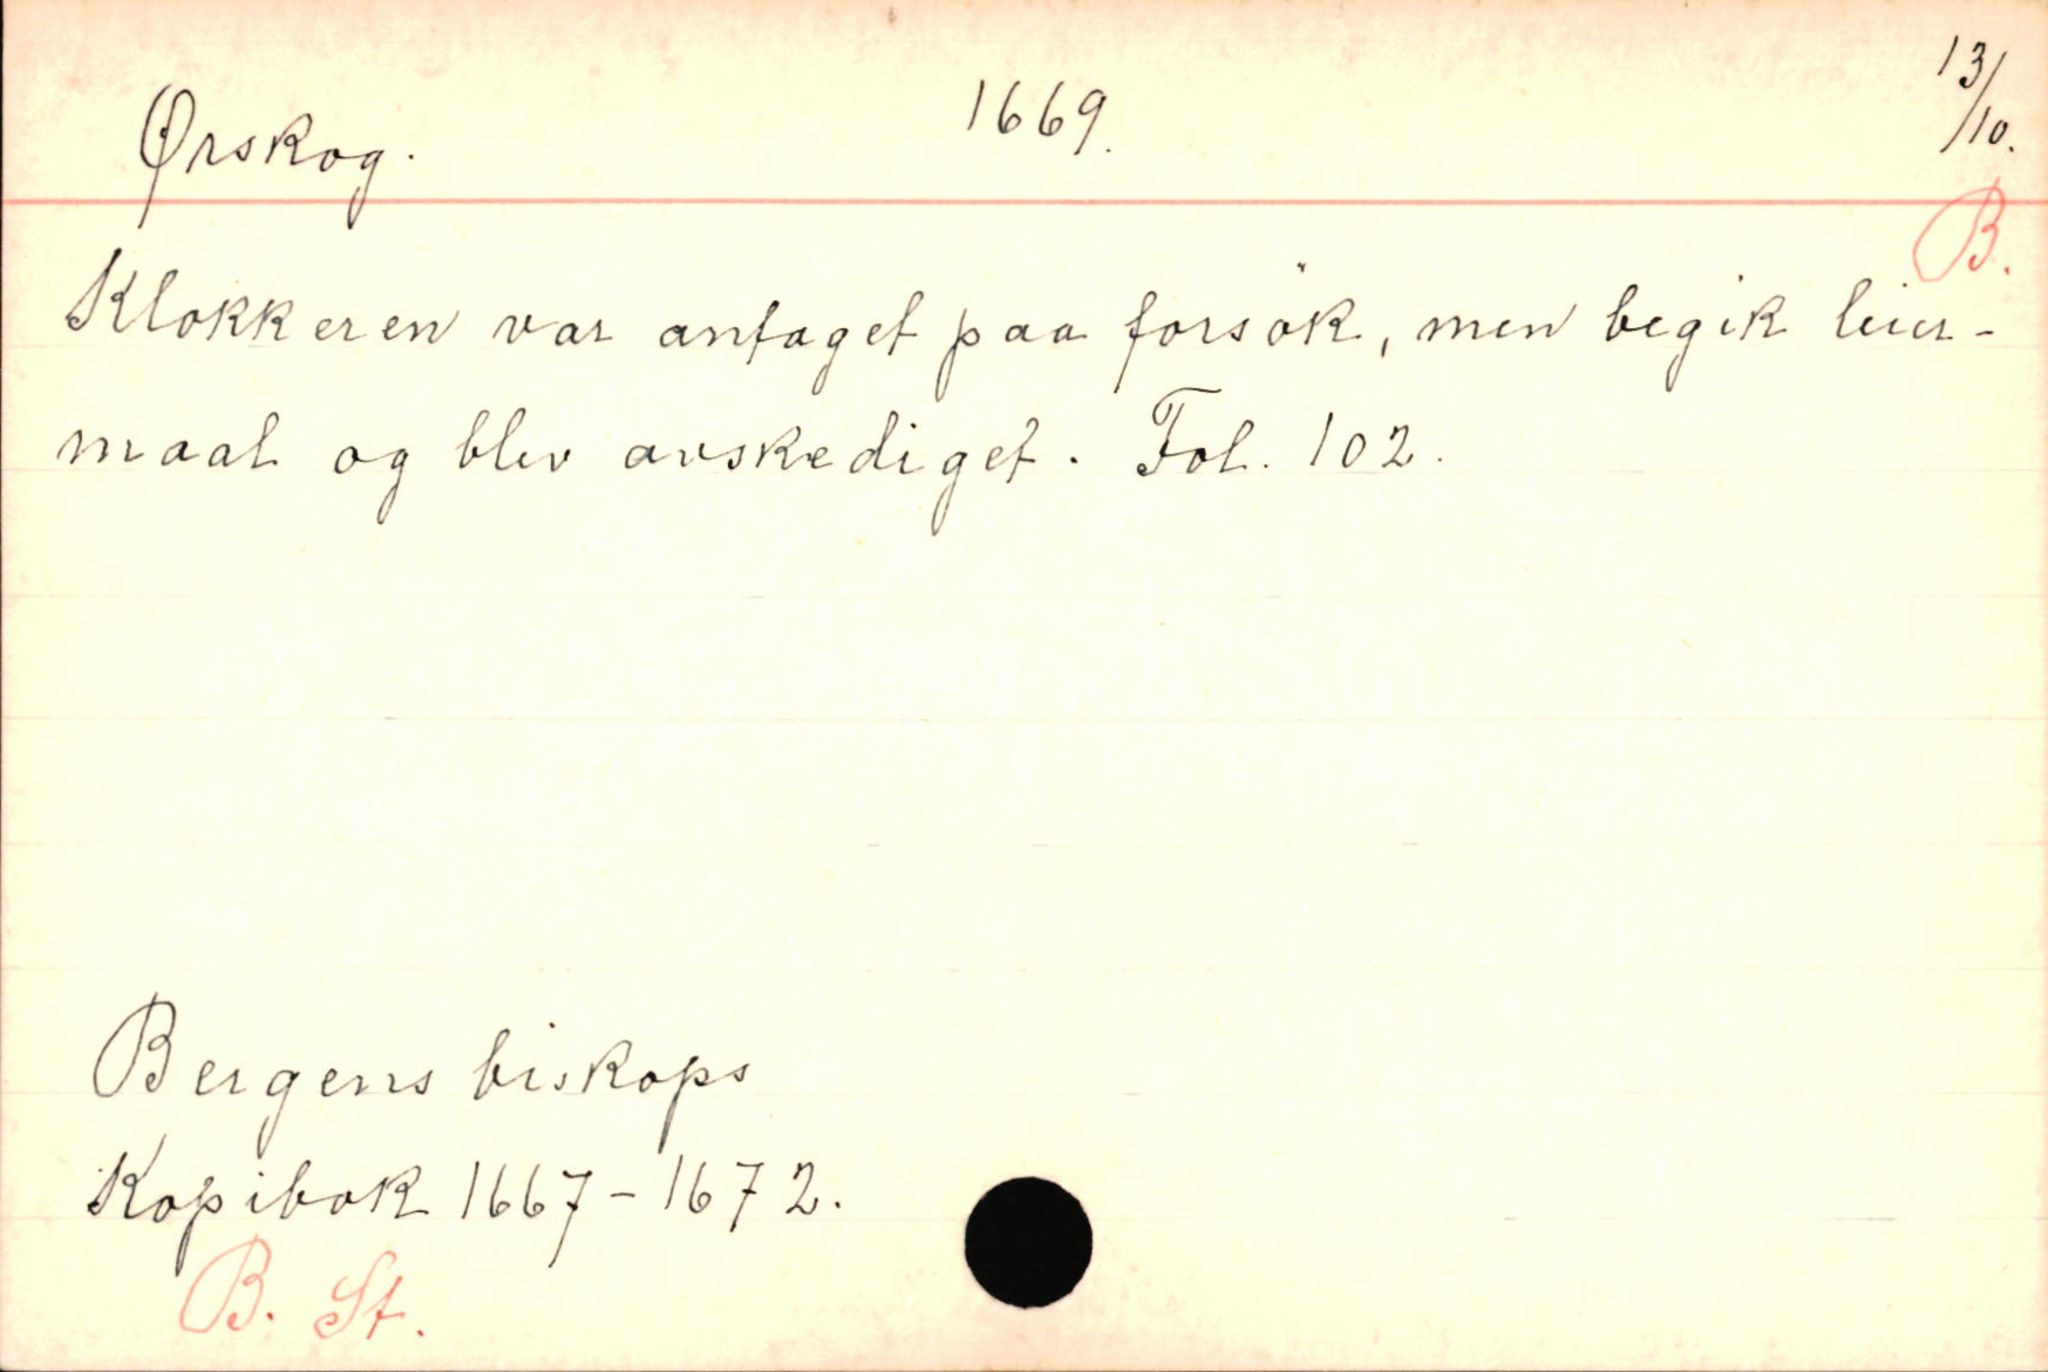 Ørskog. 1669. 13/10.
B.
Klokkeren var antaget paa forsök, men begik leier-
maal og blev avskediget. Fol. 102.
Bergens biskops
Kopibok 1667-1672.
B. St.